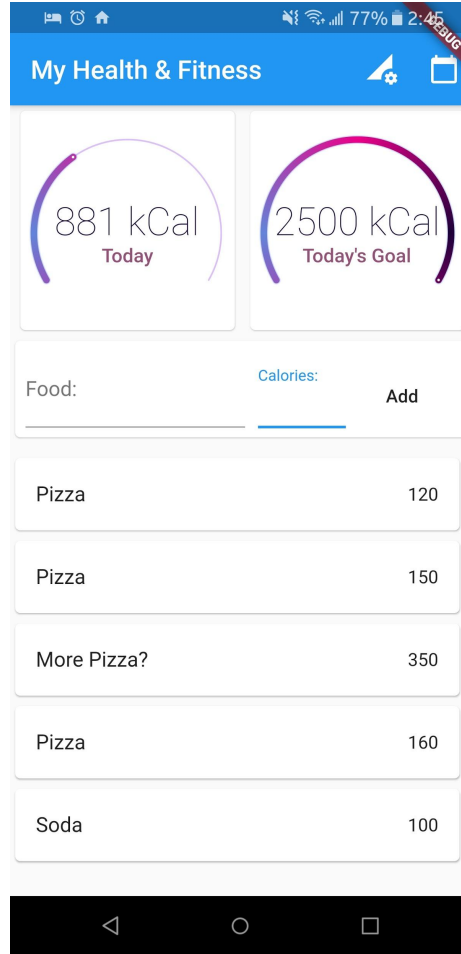 77% 2:45
DEBUG
My Health & Fitness
881 kCal
Today
2500 kCal
Today's Goal
Food:
Calories:
Add
Pizza 120
Pizza 150
More Pizza? 350
Pizza 160
Soda 100